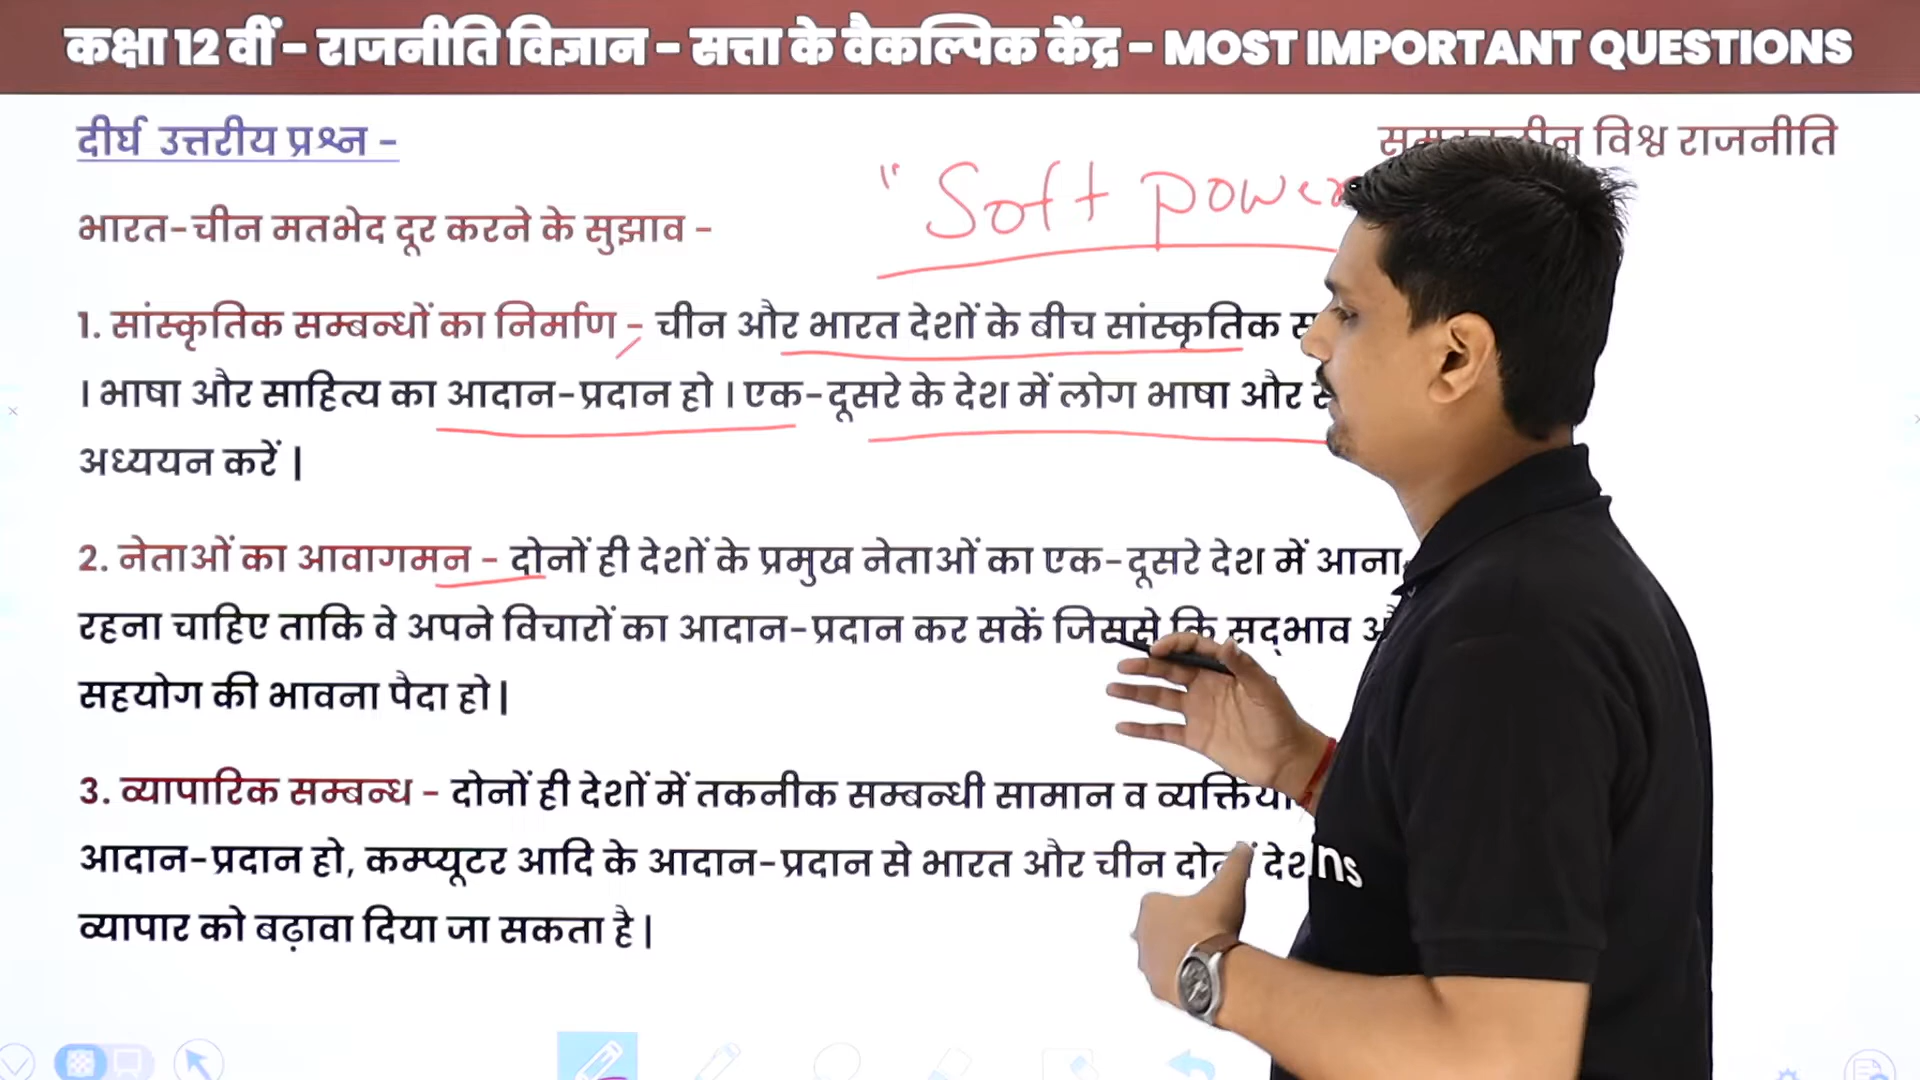 कक्षा 12 वीं - राजनीति विज्ञान - सत्ता के वैकल्पिक केंद्र - MOST IMPORTANT QUESTIONS
दीर्घ उत्तरीय प्रश्न -
विश्व राजनीति
"Soft power
भारत-चीन मतभेद दूर करने के सुझाव -
1. सांस्कृतिक सम्बन्धों का निर्माण - चीन और भारत देशों के बीच सांस्कृतिक
। भाषा और साहित्य का आदान-प्रदान हो । एक-दूसरे के देश में लोग भाषा और
अध्ययन करें |
2. नेताओं का आवागमन - दोनों ही देशों के प्रमुख नेताओं का एक-दूसरे देश में आना
रहना चाहिए ताकि वे अपने विचारों का आदान-प्रदान कर सकें जिससे कि सद्भाव
सहयोग की भावना पैदा हो |
3. व्यापारिक सम्बन्ध - दोनों ही देशों में तकनीक सम्बन्धी सामान व
आदान-प्रदान हो, कम्प्यूटर आदि के आदान-प्रदान से भारत और चीन दोनों
व्यापार को बढ़ावा दिया जा सकता है |